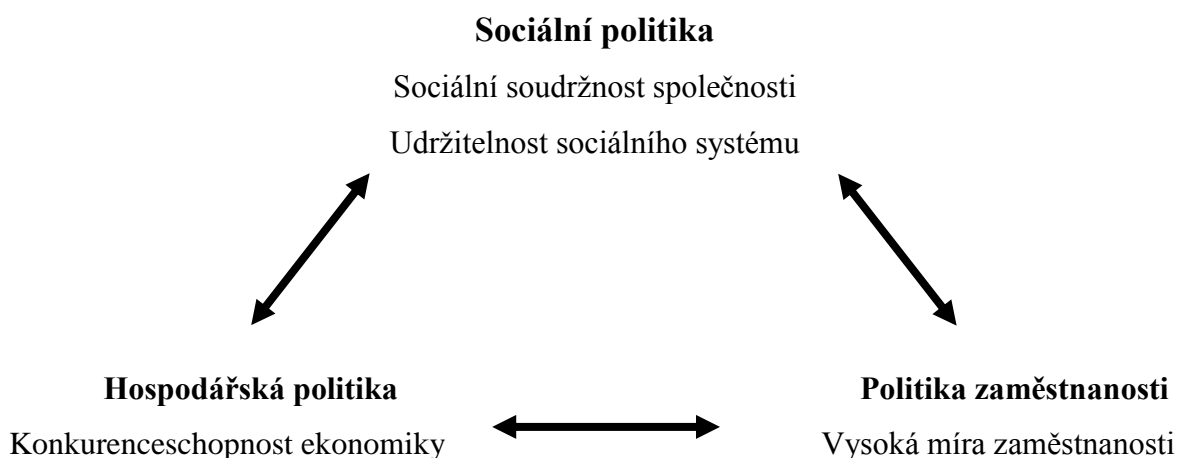 Sociální politika
Sociální soudržnost společnosti
Udržitelnost sociálního systému
Hospodářská politika
Politika zaměstnanosti
Konkurenceschopnost ekonomiky
Vysoká míra zaměstnanosti